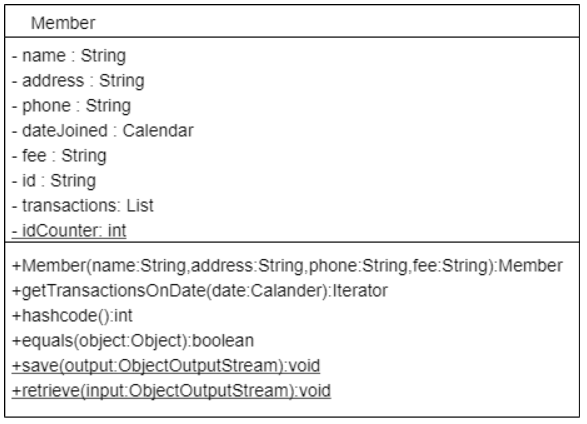 Member
- name : String
- address : String
- phone : String
- dateJoined : Calendar
- fee : String
- id : String
- transactions: List
- idCounter: int
+Member(name:String,address:String,phone:String,fee:String):Member
+getTransactionsOnDate(date:Calander):Iterator
+hashcode():int
+equals(object:Object):boolean
+save(output:ObjectOutputStream):void
+retrieve(input:ObjectOutputStream):void